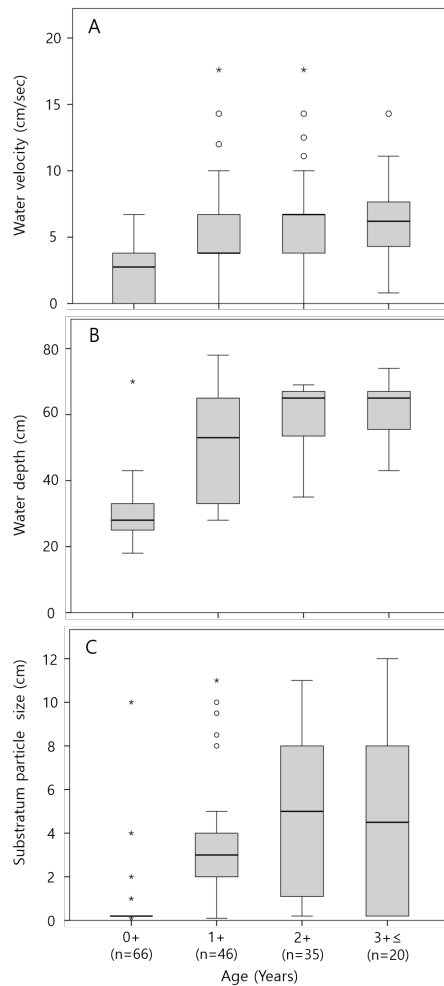 A
Water velocity (cm/sec)
20
15
10
5
0
B
Water depth (cm)
80
60
40
20
0
C
Substratum particle size (cm)
12
10
8
6
4
2
0
0+ 1+ 2+ 3+≤
(n=66) (n=46) (n=35) (n=20)
Age (Years)